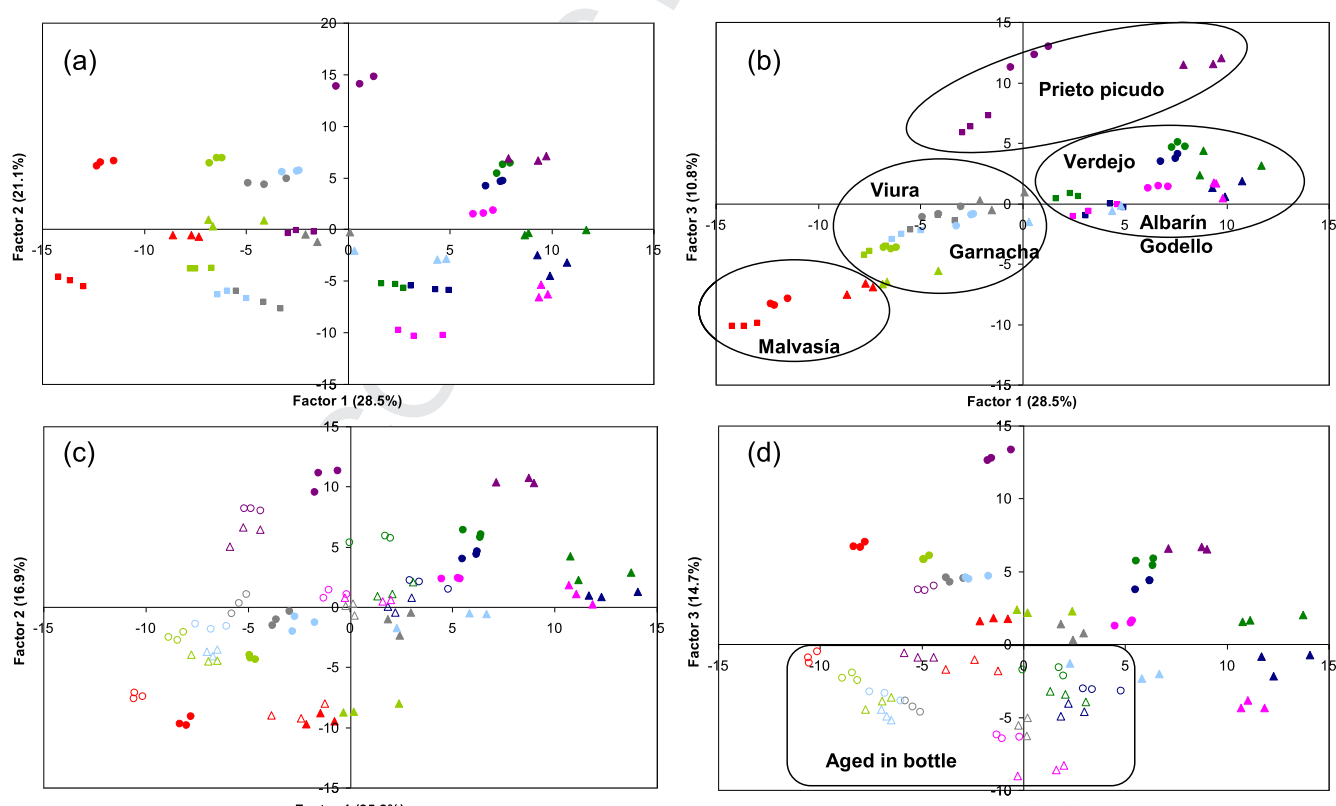 (a)
Factor 2 (21.1%)
20
15
10
5
-15 -10 -5 0 5 10 15
-5
-10
-15
Factor 1 (28.5%)
(b)
Factor 3 (10.8%)
15
10
Prieto picudo
5
Verdejo
Viura
-15 -10 -5 0 5 10 15
Albarín
Godello
Garnacha
-5
-10
Malvasía
-15
Factor 1 (28.5%)
(c)
Factor 2 (16.9%)
15
10
5
-15 -10 -5 0 5 10 15
-5
-10
-15
Factor
(d)
Factor 3 (14.7%)
15
10
5
-15 -10 -5 0 5 10 15
-5
Aged in bottle
-10